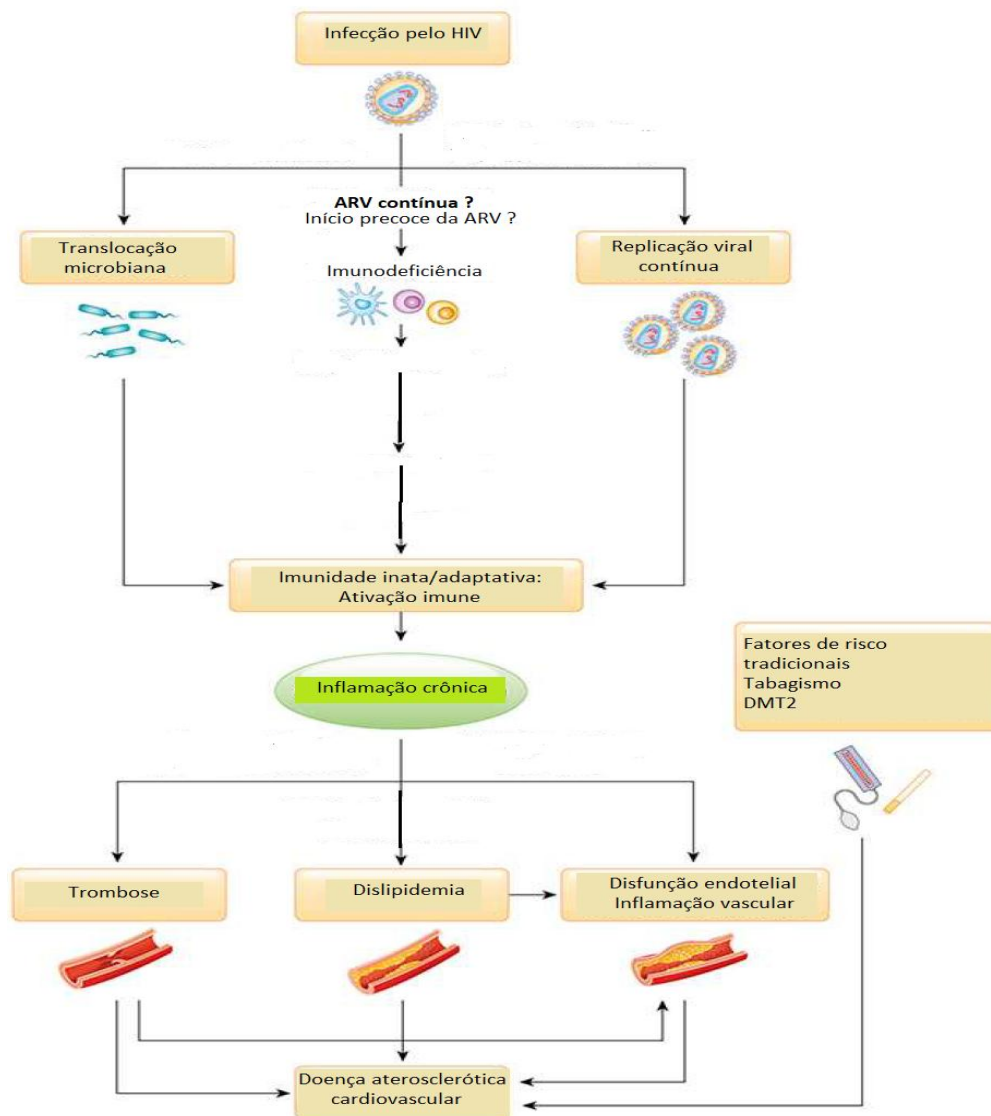 Infecção pelo HIV
ARV contínua ?
Início precoce da ARV ?
Translocação
microbiana
Imunodeficiência
Replicação viral
contínua
Imunidade inata/adaptativa:
Ativação imune
Inflamação crônica
Fatores de risco
tradicionais
Tabagismo
DMT2
Trombose
Dislipidemia
Disfunção endotelial
Inflamação vascular
Doença aterosclerótica
cardiovascular